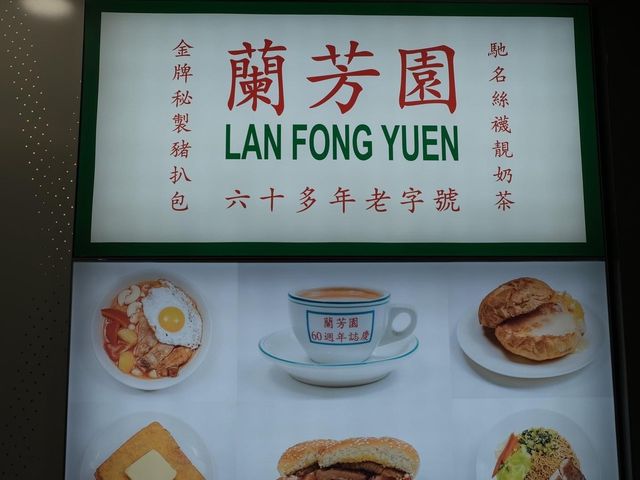 馳名絲襪靚奶茶
蘭芳園
LAN FONG YUEN
六十多年老字號
金牌秘製豬扒包
蘭芳園
60週年誌慶